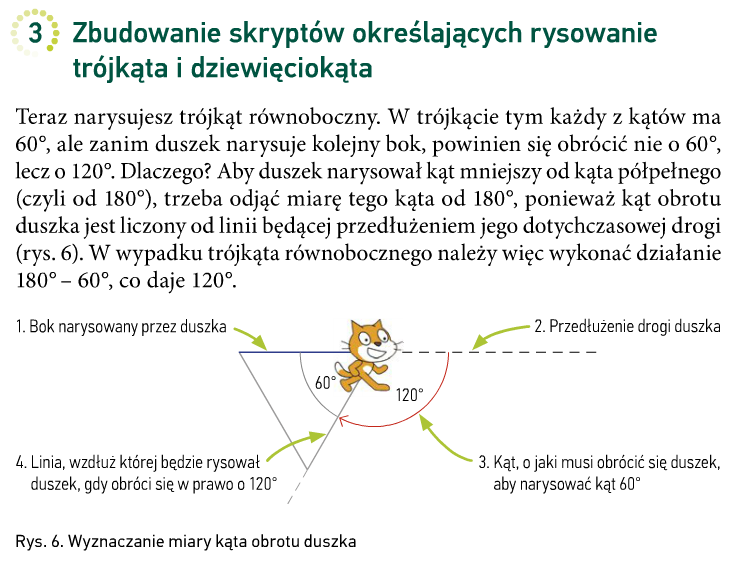 3 Zbudowanie skryptów określających rysowanie
trójkąta i dziewięciokąta
Teraz narysujesz trójkąt równoboczny. W trójkącie tym każdy z kątów ma
60°, ale zanim duszek narysuje kolejny bok, powinien się obrócić nie o 60°,
lecz o 120°. Dlaczego? Aby duszek narysował kąt mniejszy od kąta półpełnego
(czyli od 180°), trzeba odjąć miarę tego kąta od 180°, ponieważ kąt obrotu
duszka jest liczony od linii będącej przedłużeniem jego dotychczasowej drogi
(rys. 6). W wypadku trójkąta równobocznego należy więc wykonać działanie
180° – 60°, co daje 120°.
1. Bok narysowany przez duszka
2. Przedłużenie drogi duszka
60°
120°
4. Linia, wzdłuż której będzie rysował
duszek, gdy obróci się w prawo o 120°
3. Kąt, o jaki musi obrócić się duszek,
aby narysować kąt 60°
Rys. 6. Wyznaczanie miary kąta obrotu duszka